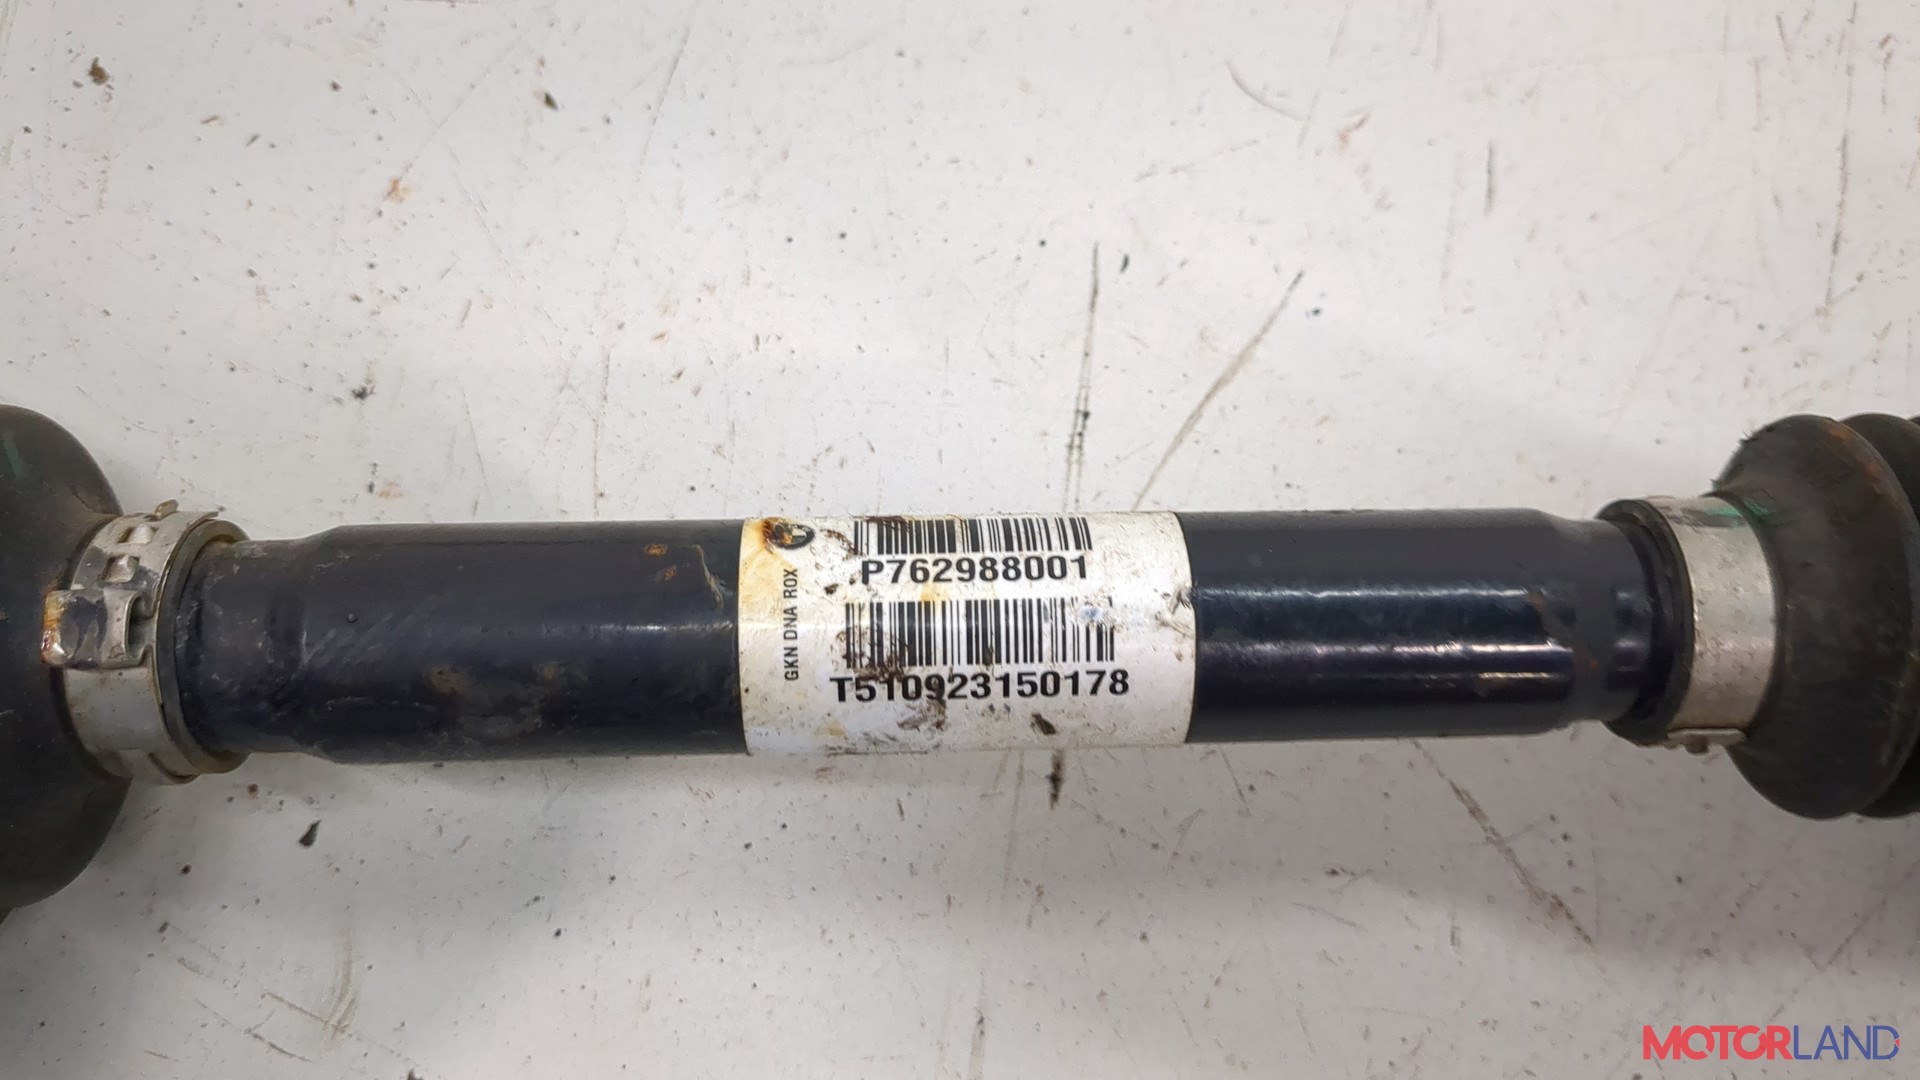 P762988001
T510923150178
GKN DNA ROX
MOTORLAND